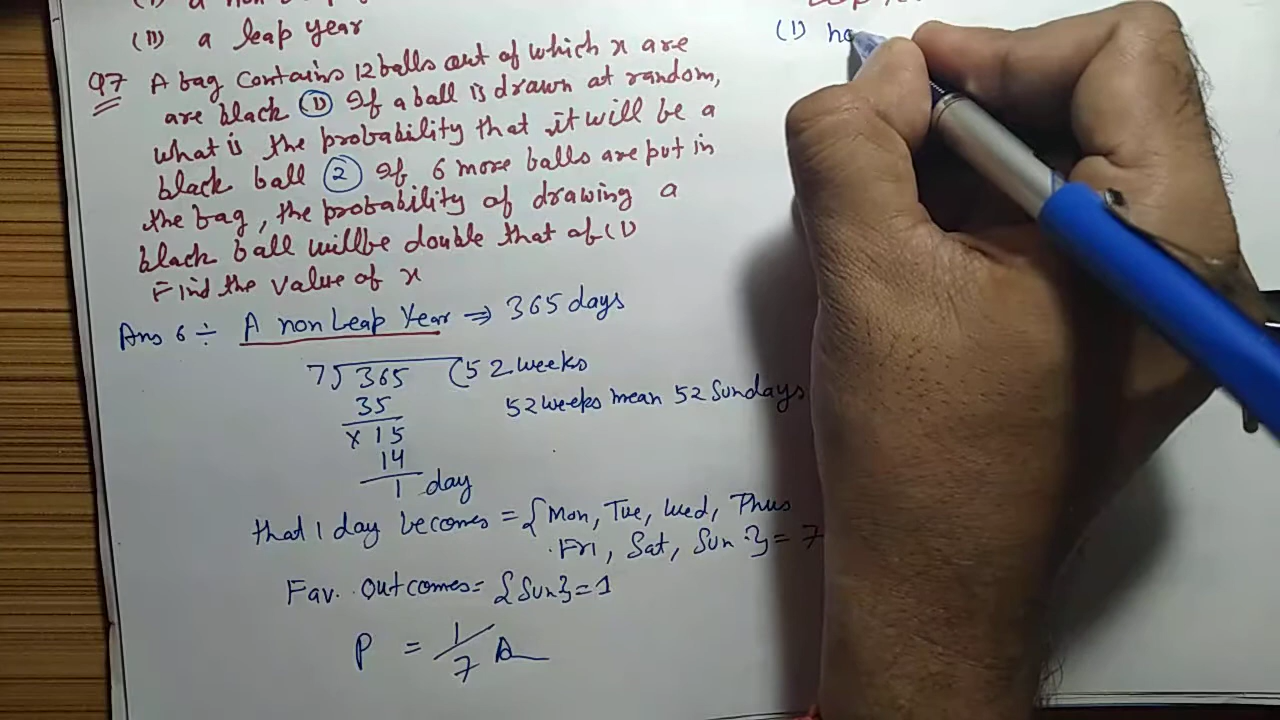 (II) a leap year
Q7 A bag contains 12 balls out of which x are
are black (1) If a ball is drawn at random,
what is the probability that it will be a
black ball (2) If 6 more balls are put in
the bag, the probability of drawing a
black ball will be double that of (1)
Find the value of x
Ans 6 ÷ A non Leap Year ⇒ 365 days
7) 365 (52 weeks
35
x 15
14
1 day
52 weeks mean 52 Sundays
that 1 day becomes = {Mon, Tue, Wed, Thus
Fri, Sat, Sun} = 7
Fav. Outcomes = {Sun} = 1
P = 1/7 A
(1)